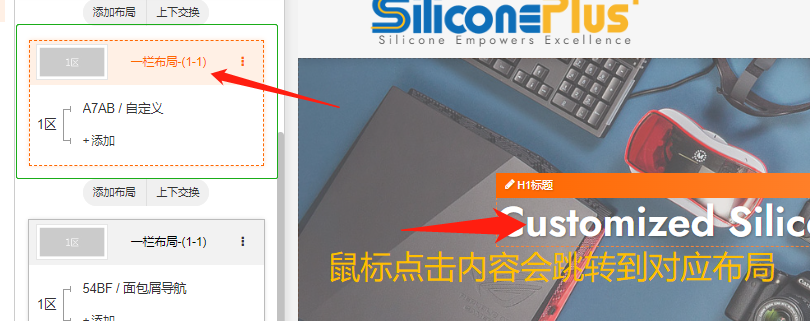 添加布局 上下交换
1区 一栏布局-(1-1)
1区
A7AB / 自定义
+ 添加
添加布局 上下交换
1区 一栏布局-(1-1)
1区
54BF / 面包屑导航
+ 添加
SiliconePlus+
Silicone Empowers Excellence
H1标题
Customized Silic
鼠标点击内容会跳转到对应布局